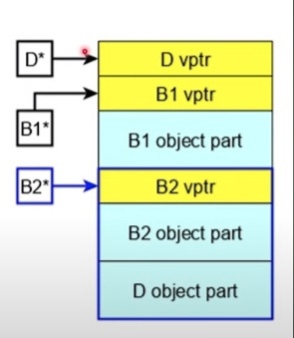 D*
D vptr
B1*
B1 vptr
B1 object part
B2*
B2 vptr
B2 object part
D object part